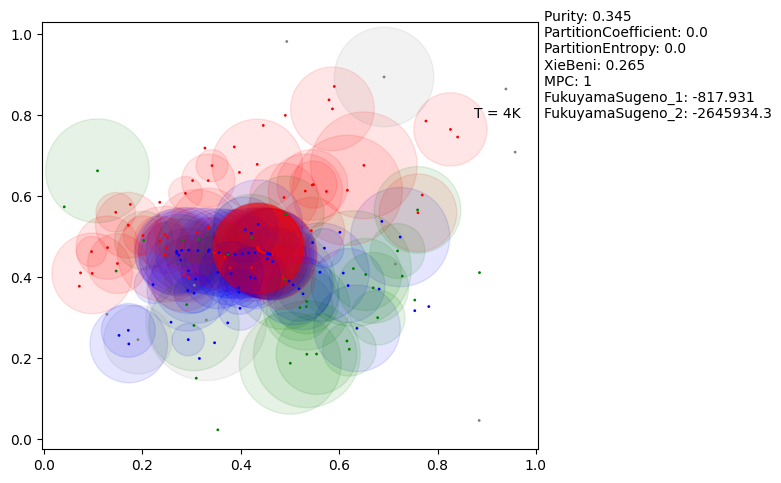 Purity: 0.345
PartitionCoefficient: 0.0
PartitionEntropy: 0.0
XieBeni: 0.265
MPC: 1
FukuyamaSugeno_1: -817.931
FukuyamaSugeno_2: -2645934.3
T = 4K
1.0
0.8
0.6
0.4
0.2
0.0
0.0 0.2 0.4 0.6 0.8 1.0